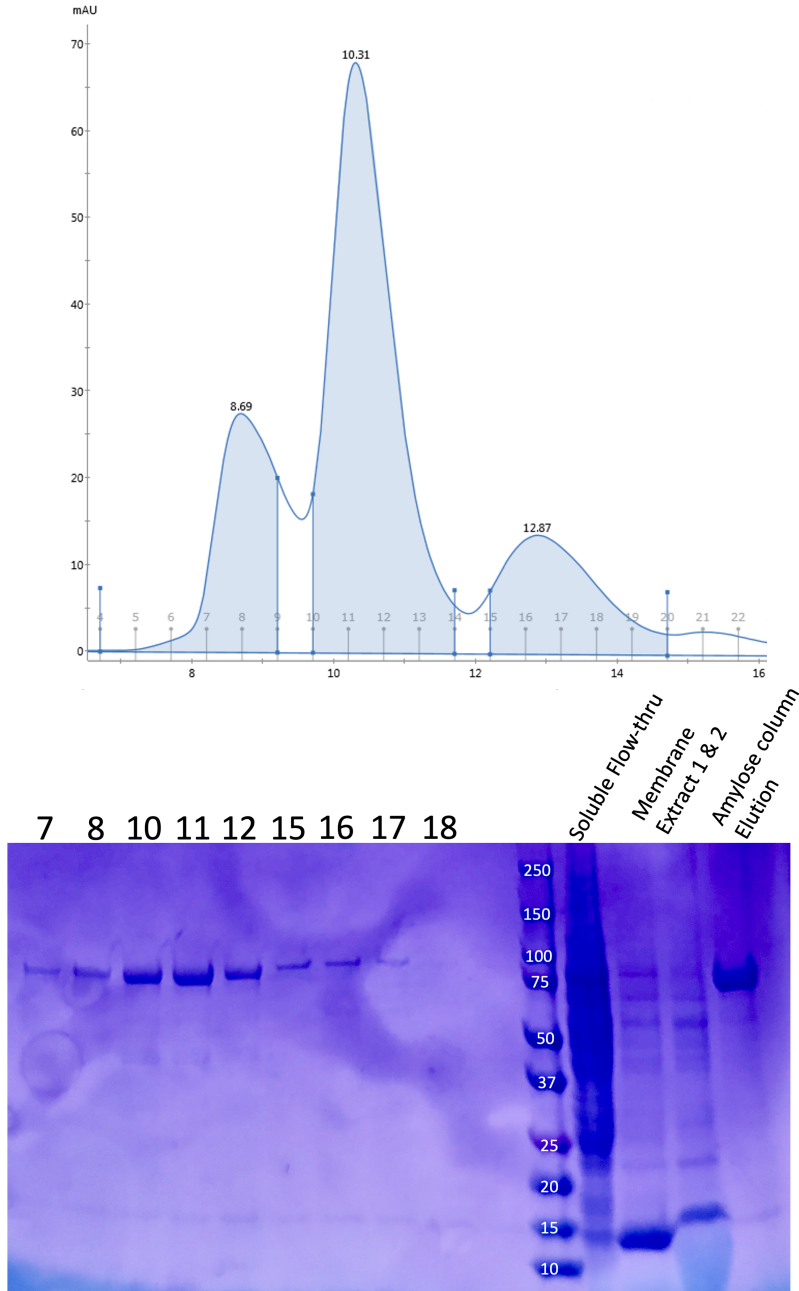 mAU
70
10.31
60
50
40
30
8.69
20
12.87
10
4 5 6 7 8 9 10 11 12 13 14 15 16 17 18 19 20 21 22
0
8 10 12 14 16
Soluble Flow-thru
Membrane
Extract 1 & 2
Amylose column
Elution
7 8 10 11 12 15 16 17 18
250
150
100
75
50
37
25
20
15
10